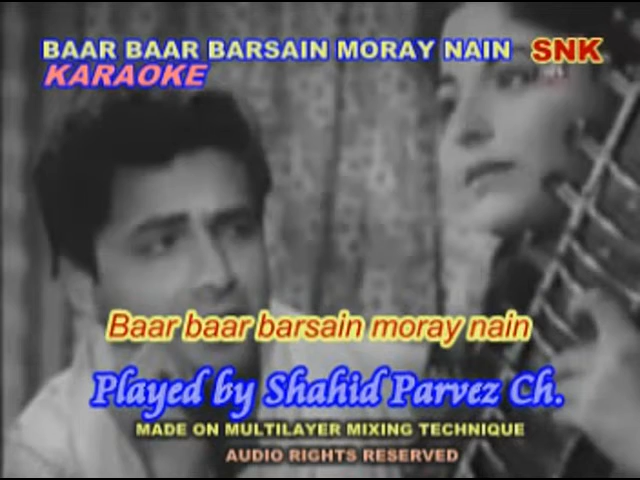 BAAR BAAR BARSAIN MORAY NAIN SNK
KARAOKE
Baar baar barsain moray nain
Played by Shahid Parvez Ch.
MADE ON MULTILAYER MIXING TECHNIQUE
AUDIO RIGHTS RESERVED